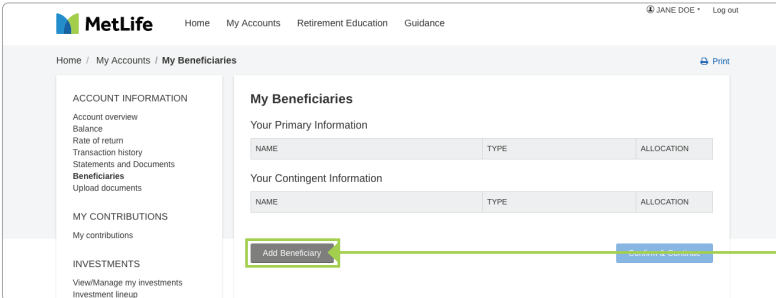 JANE DOE Log out
MetLife Home My Accounts Retirement Education Guidance
Home / My Accounts / My Beneficiaries Print
ACCOUNT INFORMATION
Account overview
Balance
Rate of return
Transaction history
Statements and Documents
Beneficiaries
Upload documents
MY CONTRIBUTIONS
My contributions
INVESTMENTS
View/Manage my investments
Investment lineup
My Beneficiaries
Your Primary Information
NAME TYPE ALLOCATION
Your Contingent Information
NAME TYPE ALLOCATION
Add Beneficiary Confirm & Continue